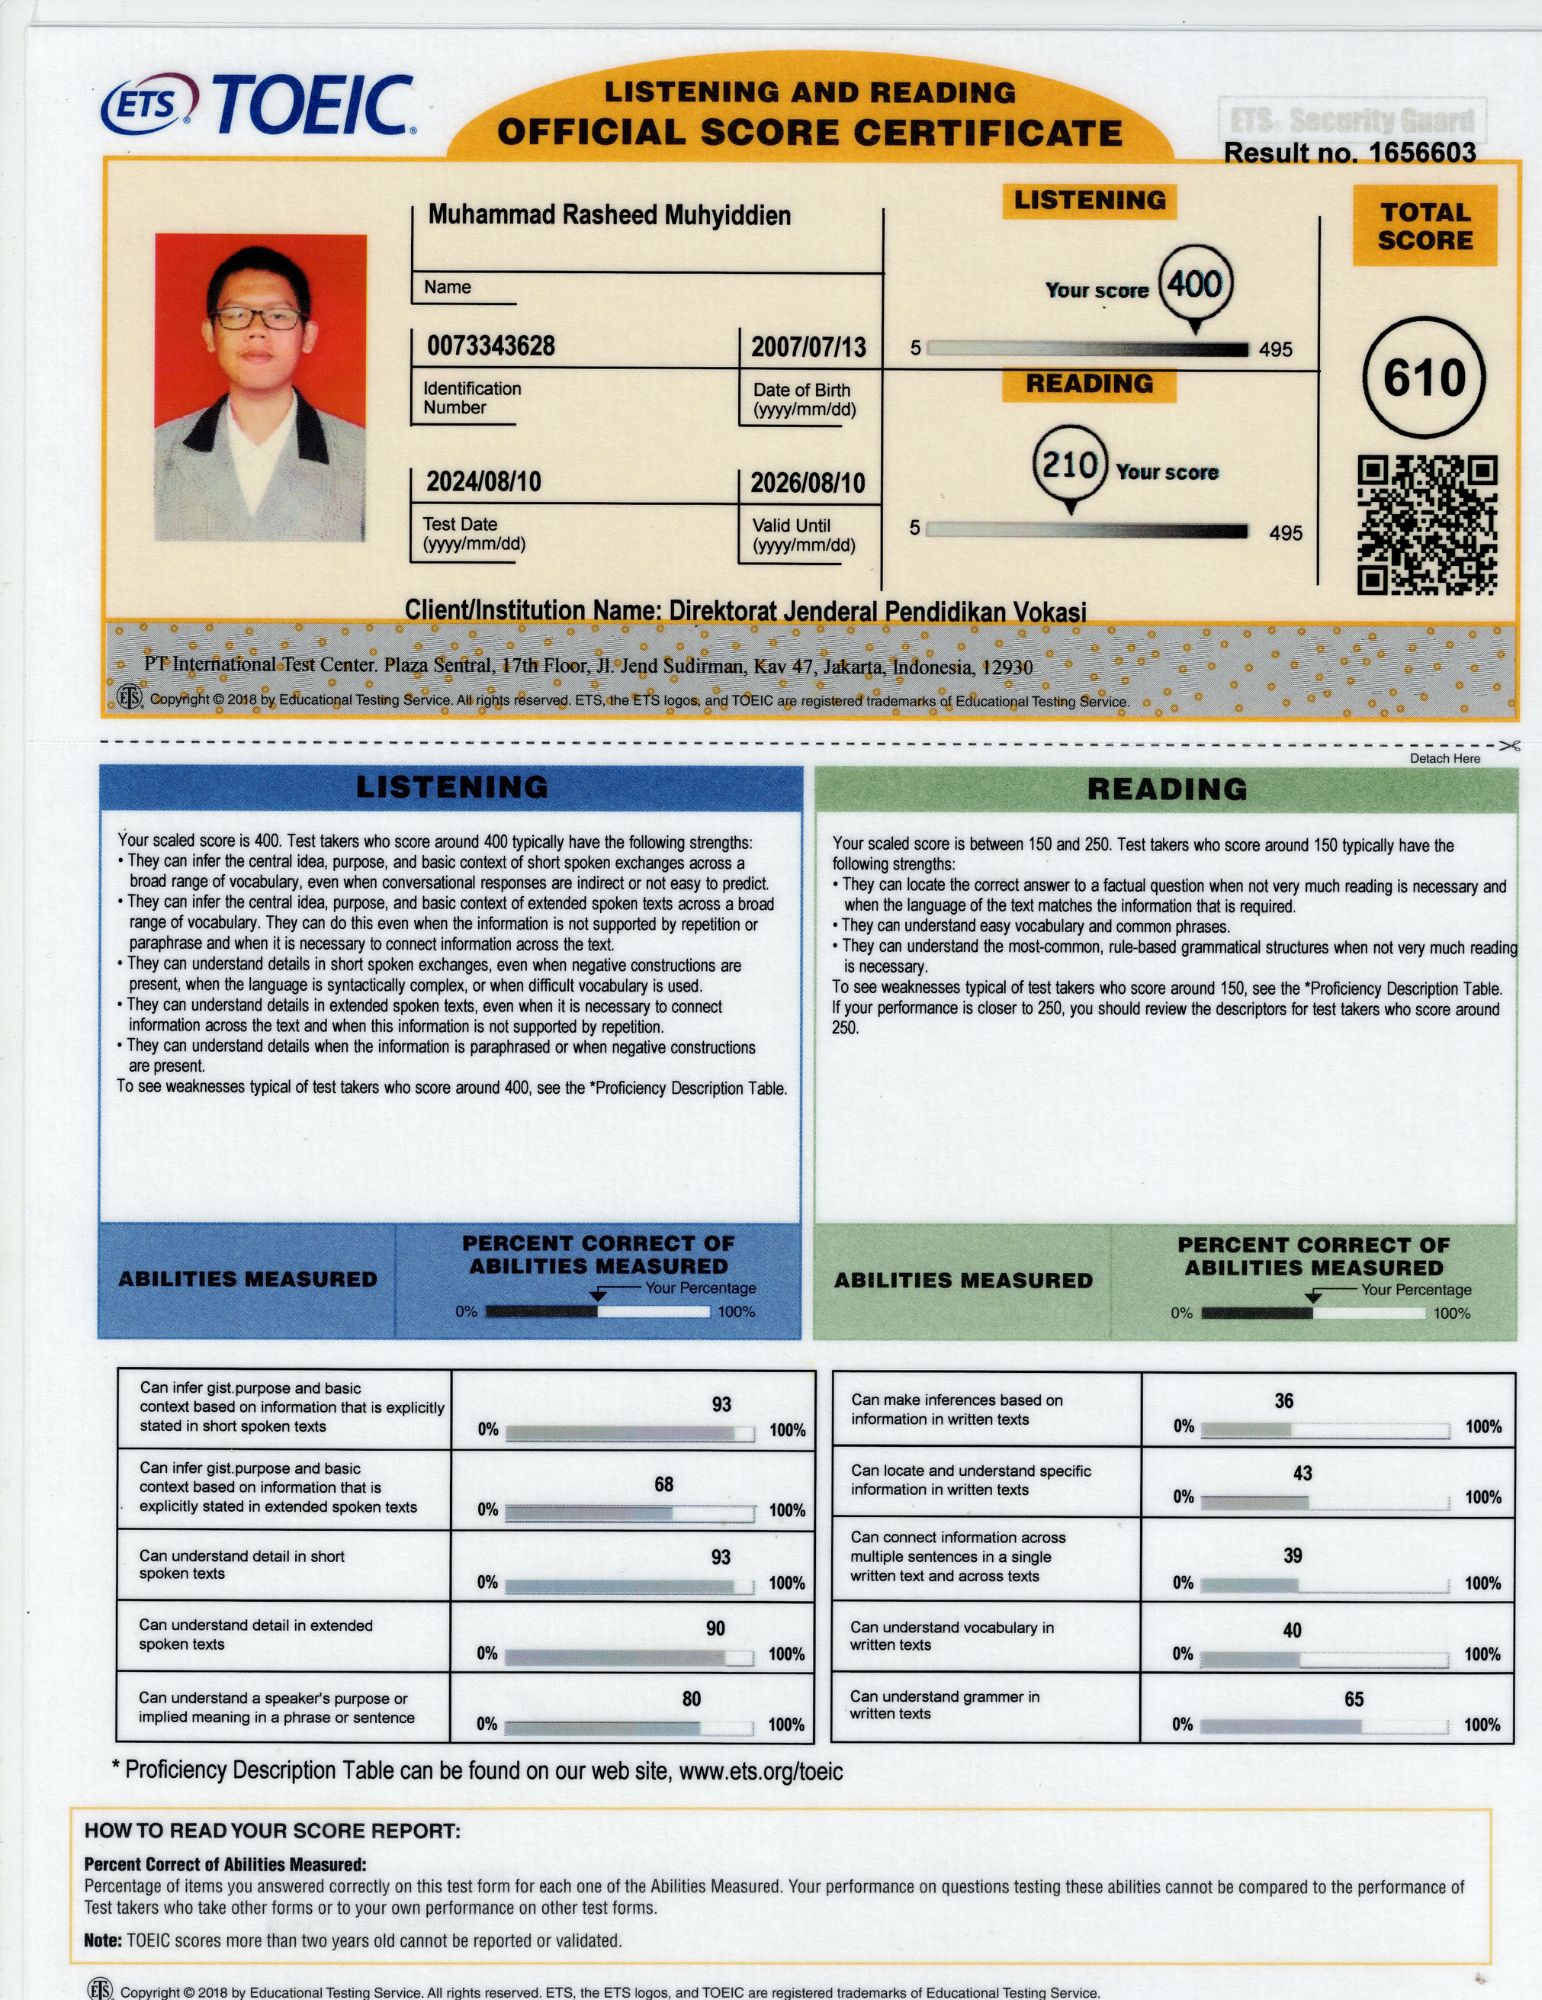 ETS® TOEIC®
LISTENING AND READING
OFFICIAL SCORE CERTIFICATE
ETS® Security Guard
Result no. 1656603
Muhammad Rasheed Muhyiddien
Name
0073343628
Identification
Number
2007/07/13
Date of Birth
(yyyy/mm/dd)
2024/08/10
Test Date
(yyyy/mm/dd)
2026/08/10
Valid Until
(yyyy/mm/dd)
LISTENING
Your score 400
5 495
READING
210 Your score
5 495
TOTAL
SCORE
610
Client/Institution Name: Direktorat Jenderal Pendidikan Vokasi
PT International Test Center. Plaza Sentral, 17th Floor, Jl. Jend Sudirman, Kav 47, Jakarta, Indonesia, 12930
ETS® Copyright © 2018 by Educational Testing Service. All rights reserved. ETS, the ETS logos, and TOEIC are registered trademarks of Educational Testing Service.
Detach Here
LISTENING
Your scaled score is 400. Test takers who score around 400 typically have the following strengths:
• They can infer the central idea, purpose, and basic context of short spoken exchanges across a
broad range of vocabulary, even when conversational responses are indirect or not easy to predict.
• They can infer the central idea, purpose, and basic context of extended spoken texts across a broad
range of vocabulary. They can do this even when the information is not supported by repetition or
paraphrase and when it is necessary to connect information across the text.
• They can understand details in short spoken exchanges, even when negative constructions are
present, when the language is syntactically complex, or when difficult vocabulary is used.
• They can understand details in extended spoken texts, even when it is necessary to connect
information across the text and when this information is not supported by repetition.
• They can understand details when the information is paraphrased or when negative constructions
are present.
To see weaknesses typical of test takers who score around 400, see the *Proficiency Description Table.
READING
Your scaled score is between 150 and 250. Test takers who score around 150 typically have the
following strengths:
• They can locate the correct answer to a factual question when not very much reading is necessary and
when the language of the text matches the information that is required.
• They can understand easy vocabulary and common phrases.
• They can understand the most-common, rule-based grammatical structures when not very much reading
is necessary.
To see weaknesses typical of test takers who score around 150, see the *Proficiency Description Table.
If your performance is closer to 250, you should review the descriptors for test takers who score around
250.
ABILITIES MEASURED
PERCENT CORRECT OF
ABILITIES MEASURED
Your Percentage
0% 100%
ABILITIES MEASURED
PERCENT CORRECT OF
ABILITIES MEASURED
Your Percentage
0% 100%
Can infer gist.purpose and basic
context based on information that is explicitly
stated in short spoken texts
93
0% 100%
Can infer gist.purpose and basic
context based on information that is
explicitly stated in extended spoken texts
68
0% 100%
Can understand detail in short
spoken texts
93
0% 100%
Can understand detail in extended
spoken texts
90
0% 100%
Can understand a speaker's purpose or
implied meaning in a phrase or sentence
80
0% 100%
Can make inferences based on
information in written texts
36
0% 100%
Can locate and understand specific
information in written texts
43
0% 100%
Can connect information across
multiple sentences in a single
written text and across texts
39
0% 100%
Can understand vocabulary in
written texts
40
0% 100%
Can understand grammer in
written texts
65
0% 100%
* Proficiency Description Table can be found on our web site, www.ets.org/toeic
HOW TO READ YOUR SCORE REPORT:
Percent Correct of Abilities Measured:
Percentage of items you answered correctly on this test form for each one of the Abilities Measured. Your performance on questions testing these abilities cannot be compared to the performance of
Test takers who take other forms or to your own performance on other test forms.
Note: TOEIC scores more than two years old cannot be reported or validated.
ETS® Copyright © 2018 by Educational Testing Service. All rights reserved. ETS, the ETS logos, and TOEIC are registered trademarks of Educational Testing Service.